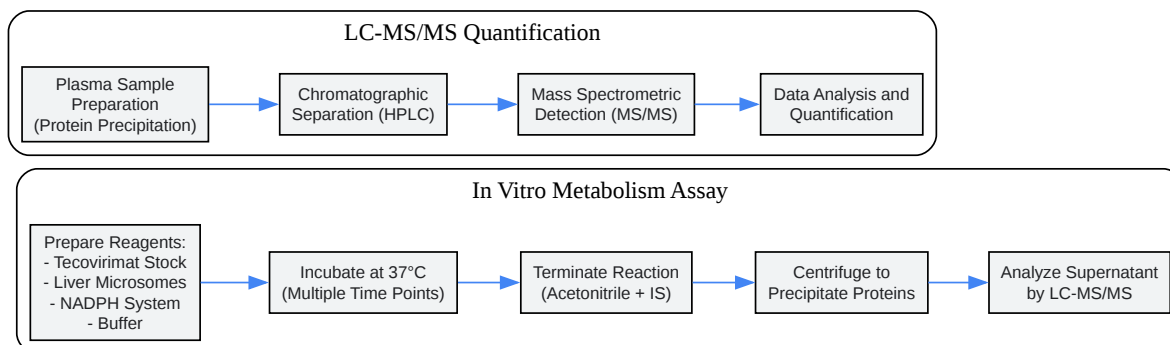 LC-MS/MS Quantification
Plasma Sample
Preparation
(Protein Precipitation)
Chromatographic
Separation (HPLC)
Mass Spectrometric
Detection (MS/MS)
Data Analysis and
Quantification
In Vitro Metabolism Assay
Prepare Reagents:
- Tecovirimat Stock
- Liver Microsomes
- NADPH System
- Buffer
Incubate at 37°C
(Multiple Time Points)
Terminate Reaction
(Acetonitrile + IS)
Centrifuge to
Precipitate Proteins
Analyze Supernatant
by LC-MS/MS